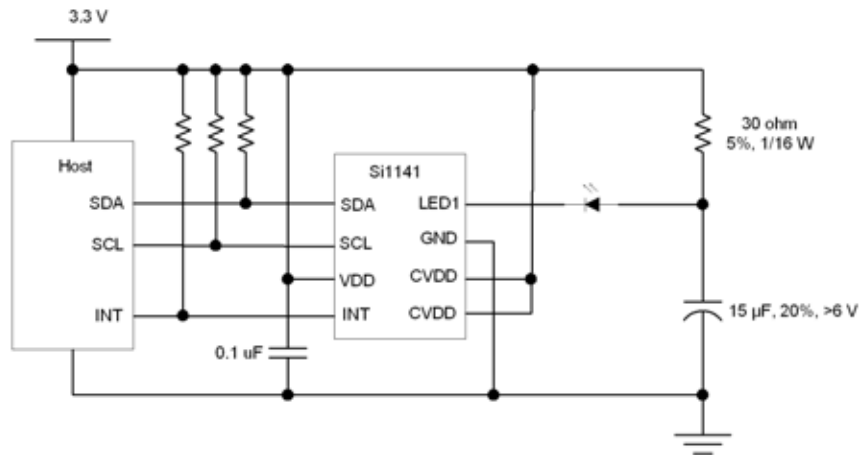 3.3 V
30 ohm
5%, 1/16 W
Host
Si1141
SDA
SDA
LED1
SCL
SCL
GND
VDD
CVDD
INT
INT
CVDD
15 µF, 20%, >6 V
0.1 uF